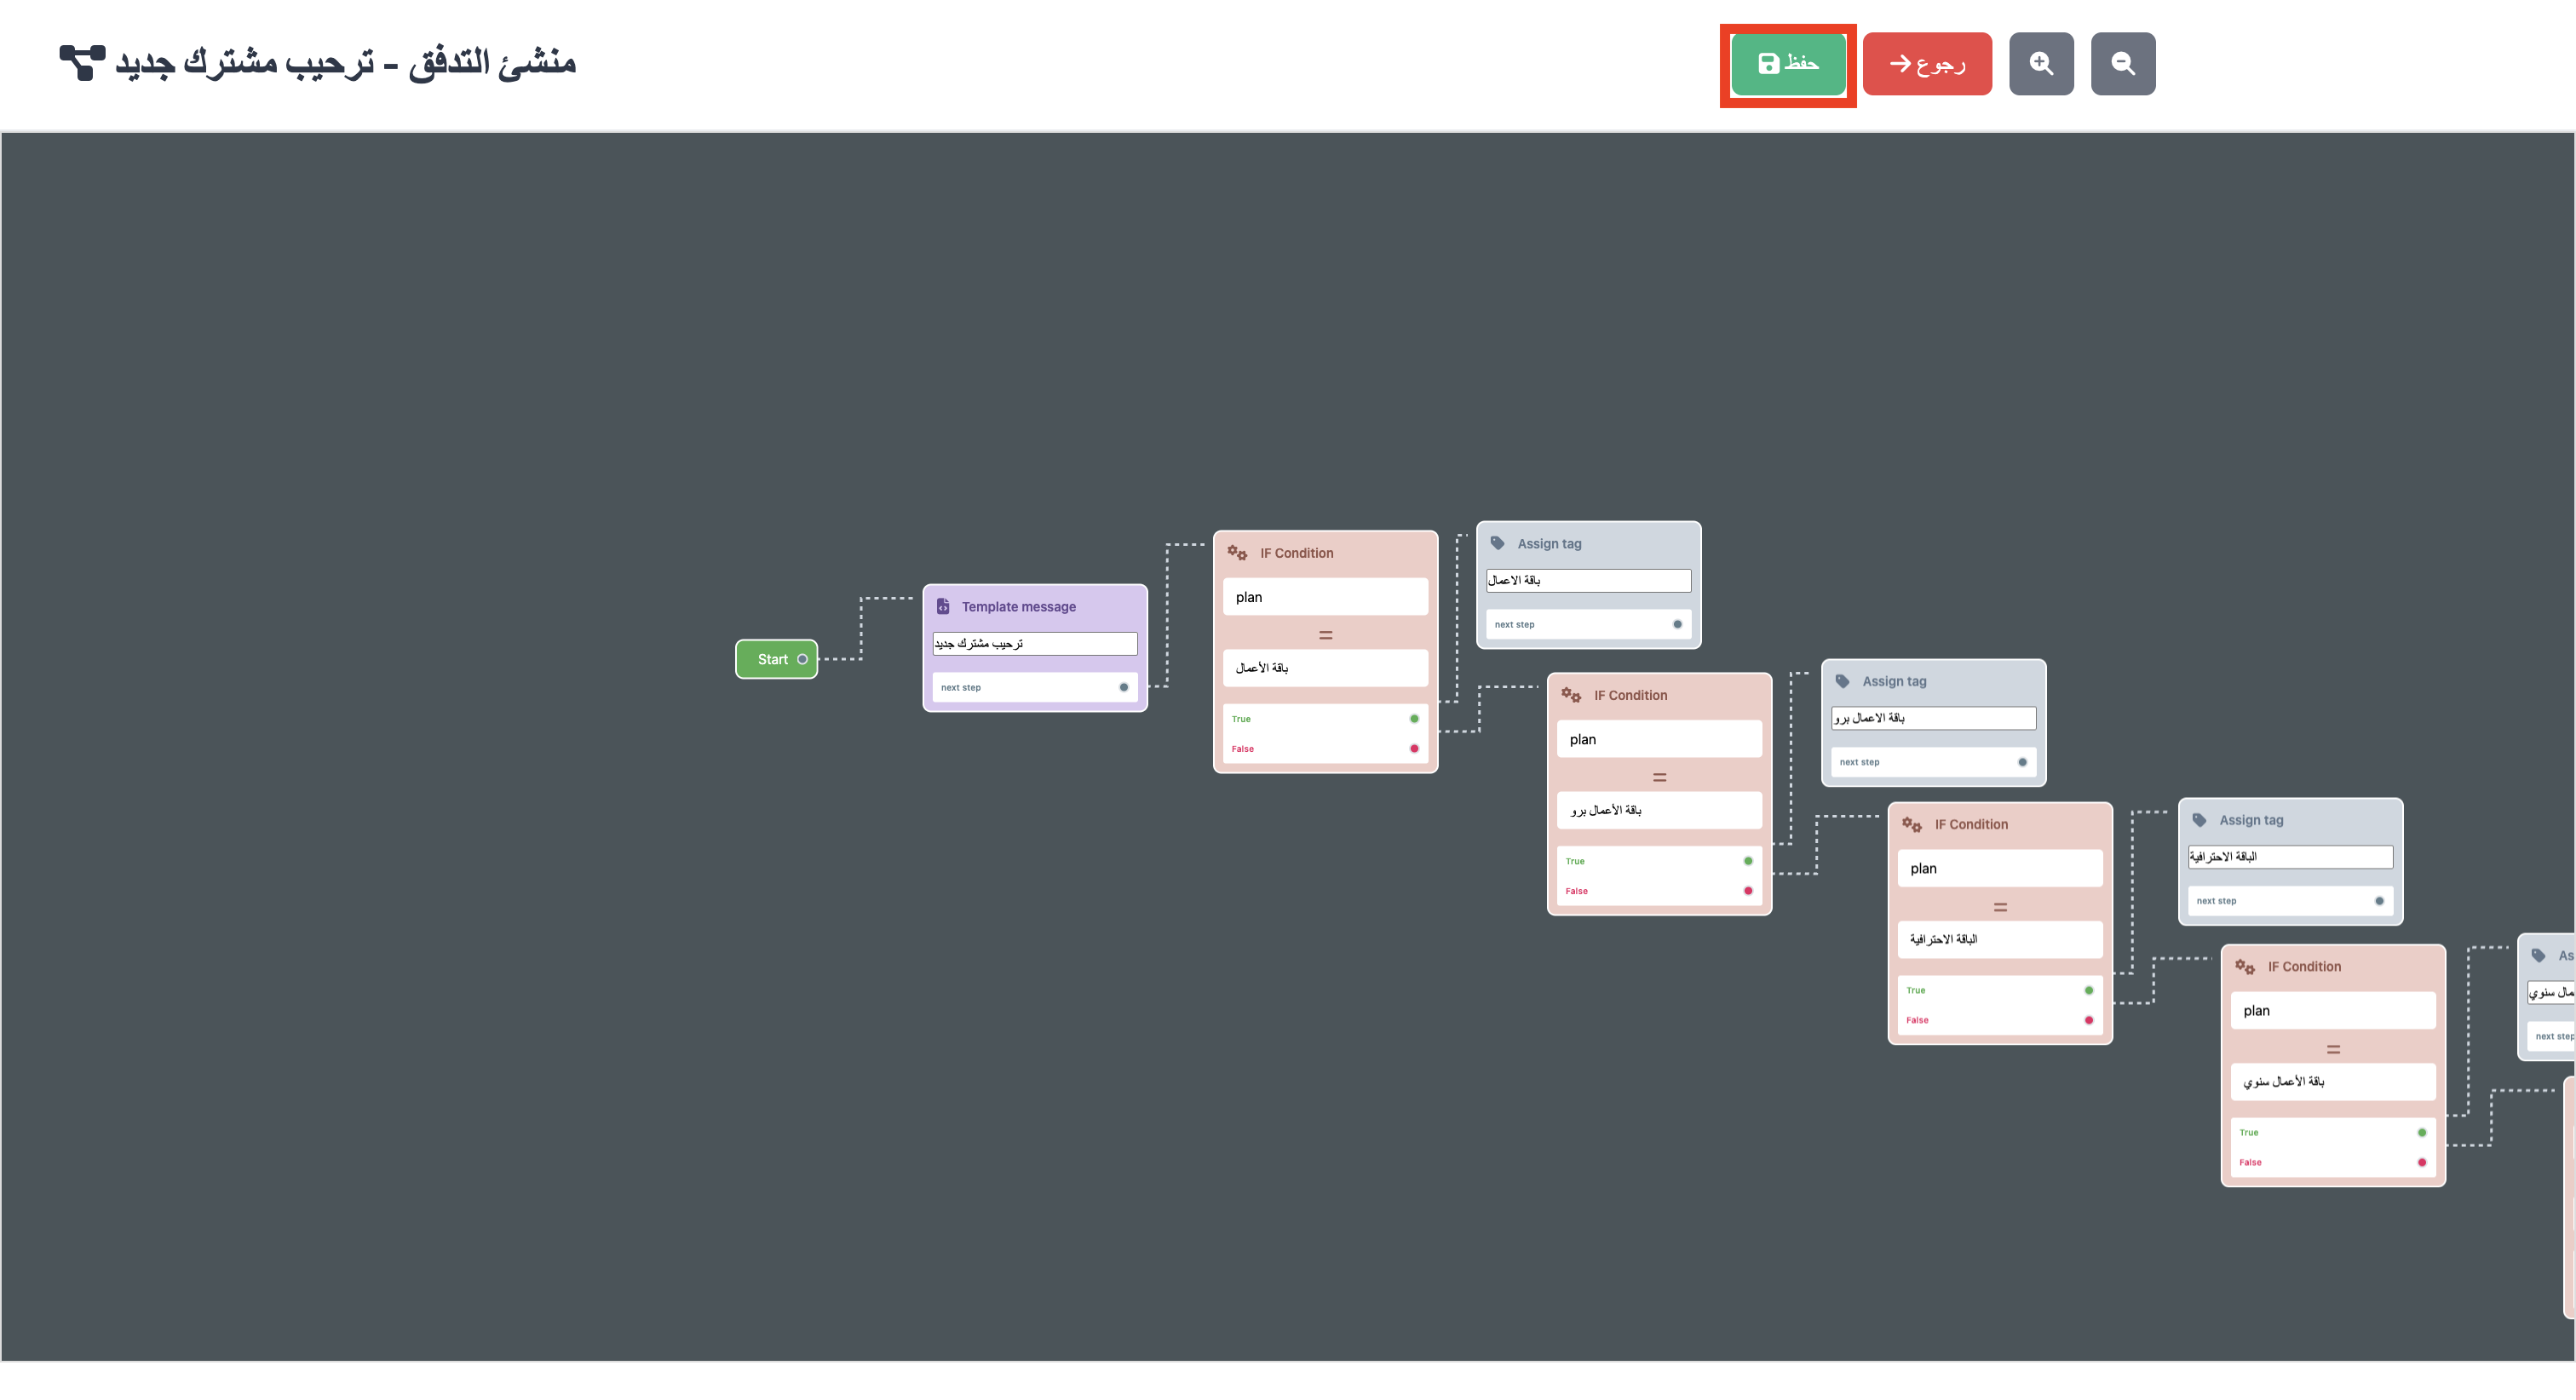 منشئ التدفق - ترحيب مشترك جديد
حفظ
رجوع
Start
Template message
ترحيب مشترك جديد
next step
IF Condition
plan
=
باقة الأعمال
True
False
Assign tag
باقة الاعمال
next step
IF Condition
plan
=
باقة الأعمال برو
True
False
Assign tag
باقة الاعمال برو
next step
IF Condition
plan
=
الباقة الاحترافية
True
False
Assign tag
الباقة الاحترافية
next step
IF Condition
plan
=
باقة الأعمال سنوي
True
False
As
سنوي
next step